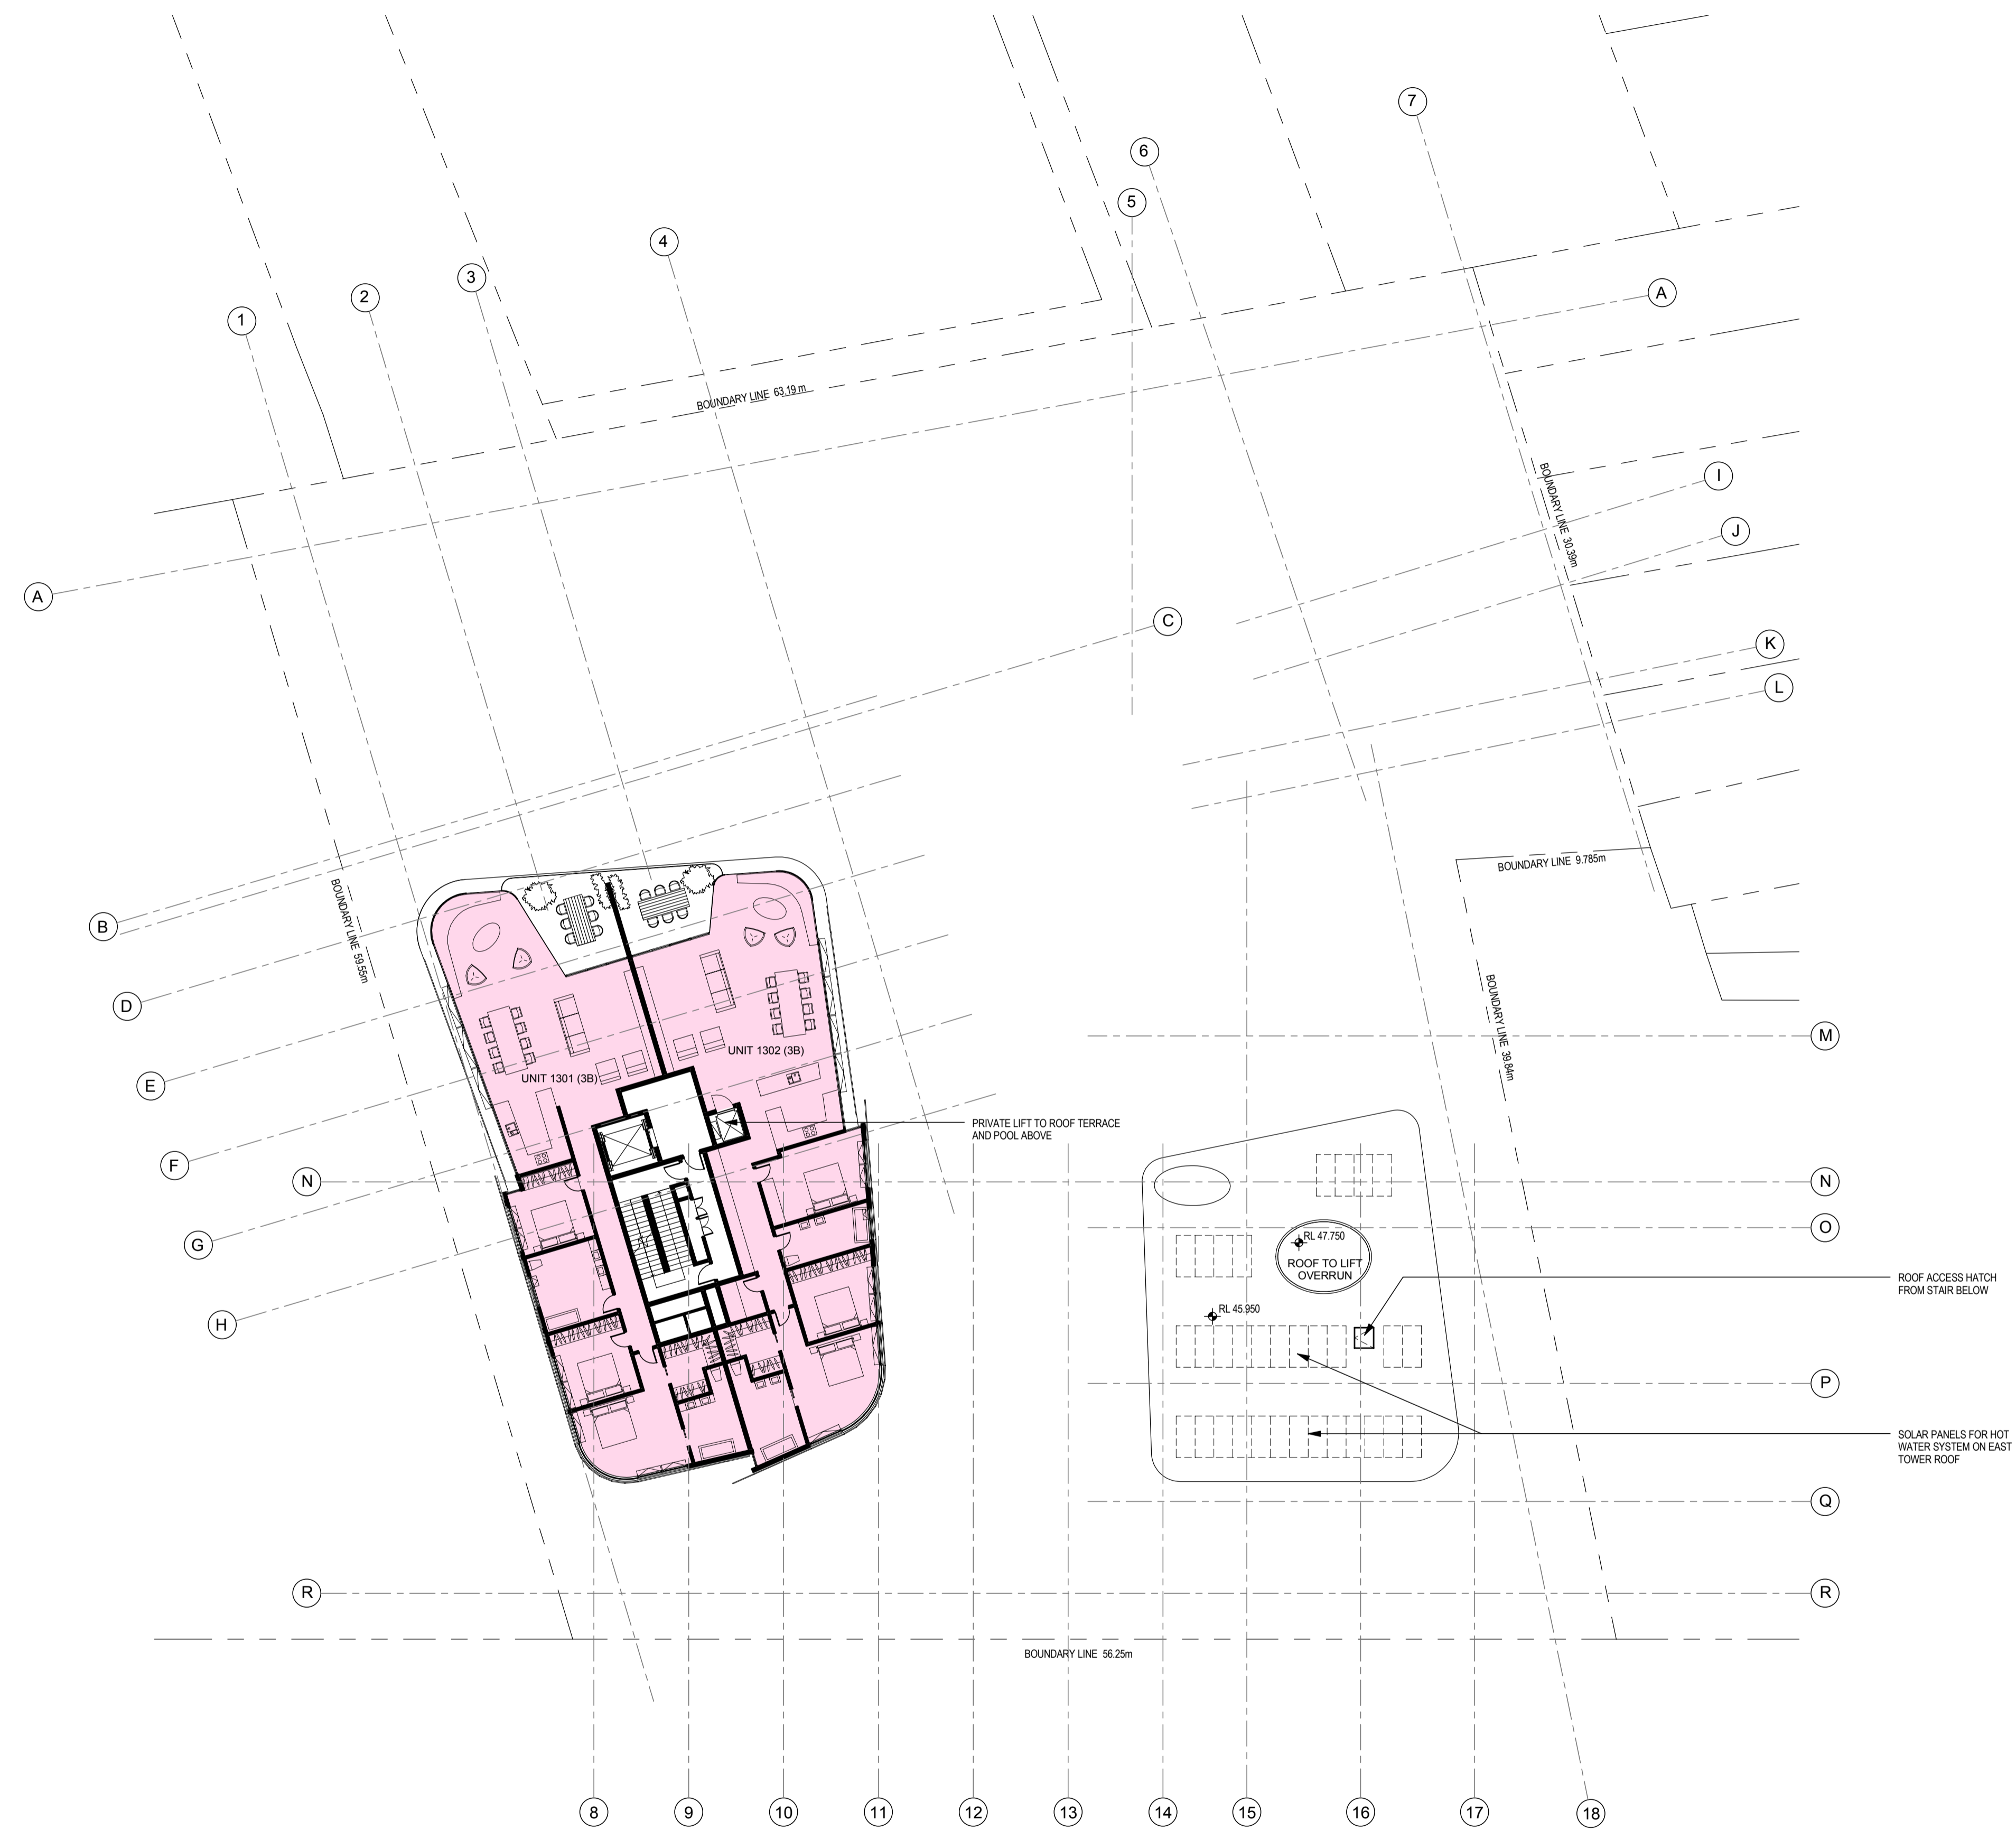 7
6
5
4
3
2
1
A
BOUNDARY LINE 63.19 m
I
BOUNDARY LINE 30.39m
J
A
C
K
L
BOUNDARY LINE 9.785m
BOUNDARY LINE 59.55m
B
D
BOUNDARY LINE 39.84m
M
UNIT 1302 (3B)
UNIT 1301 (3B)
E
PRIVATE LIFT TO ROOF TERRACE
AND POOL ABOVE
F
N
N
O
G
RL 47.750
ROOF TO LIFT
OVERRUN
ROOF ACCESS HATCH
FROM STAIR BELOW
RL 45.950
H
P
SOLAR PANELS FOR HOT
WATER SYSTEM ON EAST
TOWER ROOF
Q
R
R
BOUNDARY LINE 56.25m
8
9
10
11
12
13
14
15
16
17
18